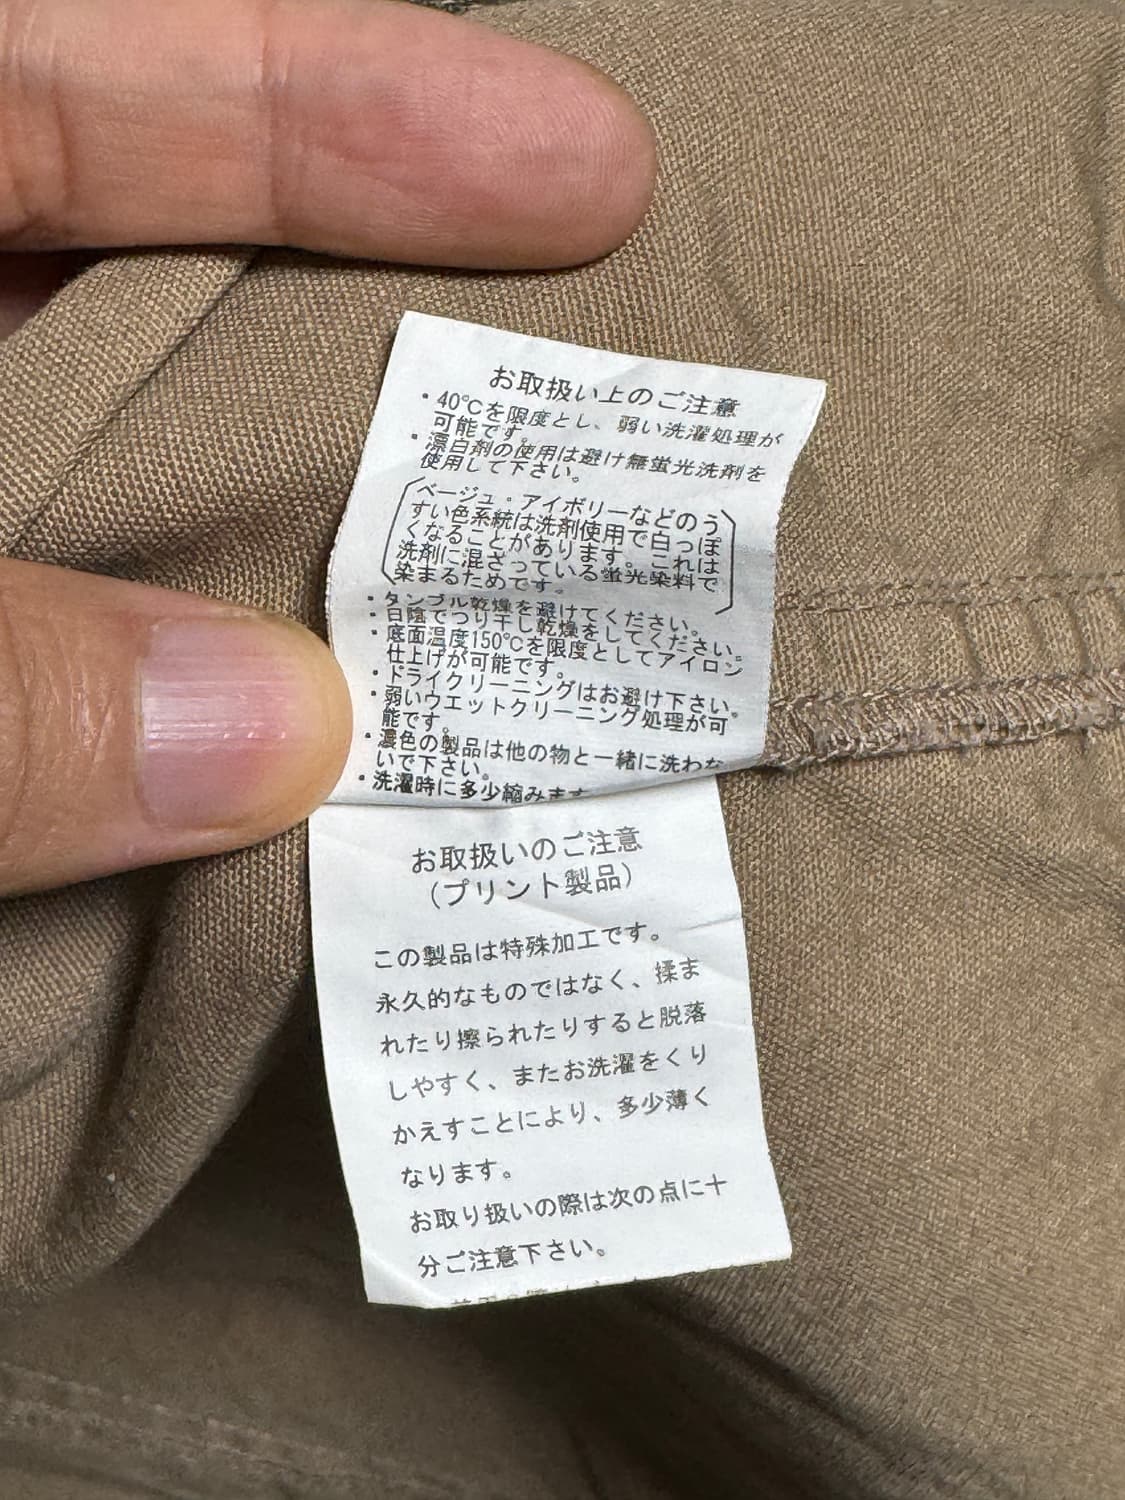 お取扱い上のご注意
・40℃を限度とし、弱い洗濯処理が
可能です。
・漂白剤の使用は避け無蛍光洗剤を
使用して下さい。
ベージュ・アイボリーなどのう
すい色系統は洗剤使用で白っぽ
くなることがあります。これは
洗剤に混ざっている蛍光染料で
染まるためです。
・タンブル乾燥を避けてください。
・日陰でつり干し乾燥をしてください。
・底面温度150℃を限度としてアイロン
仕上げが可能です。
・ドライクリーニングはお避け下さい。
・弱いウエットクリーニング処理が可
能です。
・濃色の製品は他の物と一緒に洗わな
いで下さい。
・洗濯時に多少縮みます
お取扱いのご注意
(プリント製品)
この製品は特殊加工です。
永久的なものではなく、揉ま
れたり擦られたりすると脱落
しやすく、またお洗濯をくり
かえすことにより、多少薄く
なります。
お取り扱いの際は次の点に十
分ご注意下さい。